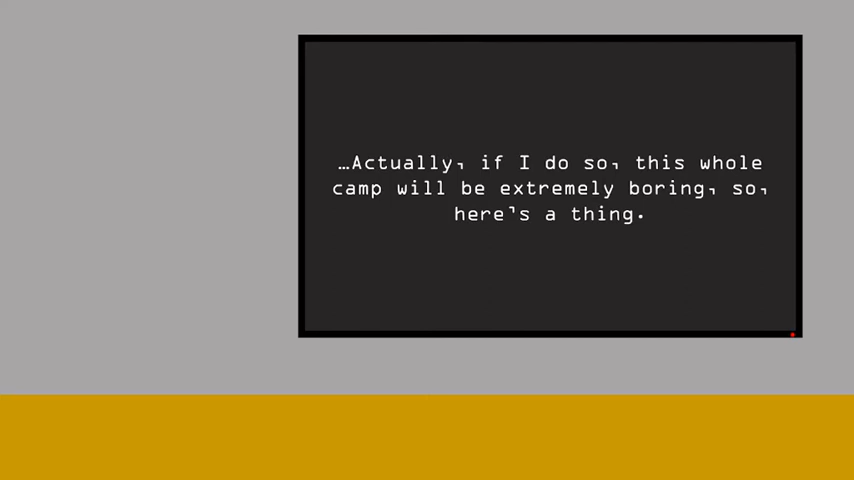 …Actually, if I do so, this whole
camp will be extremely boring, so,
here's a thing.